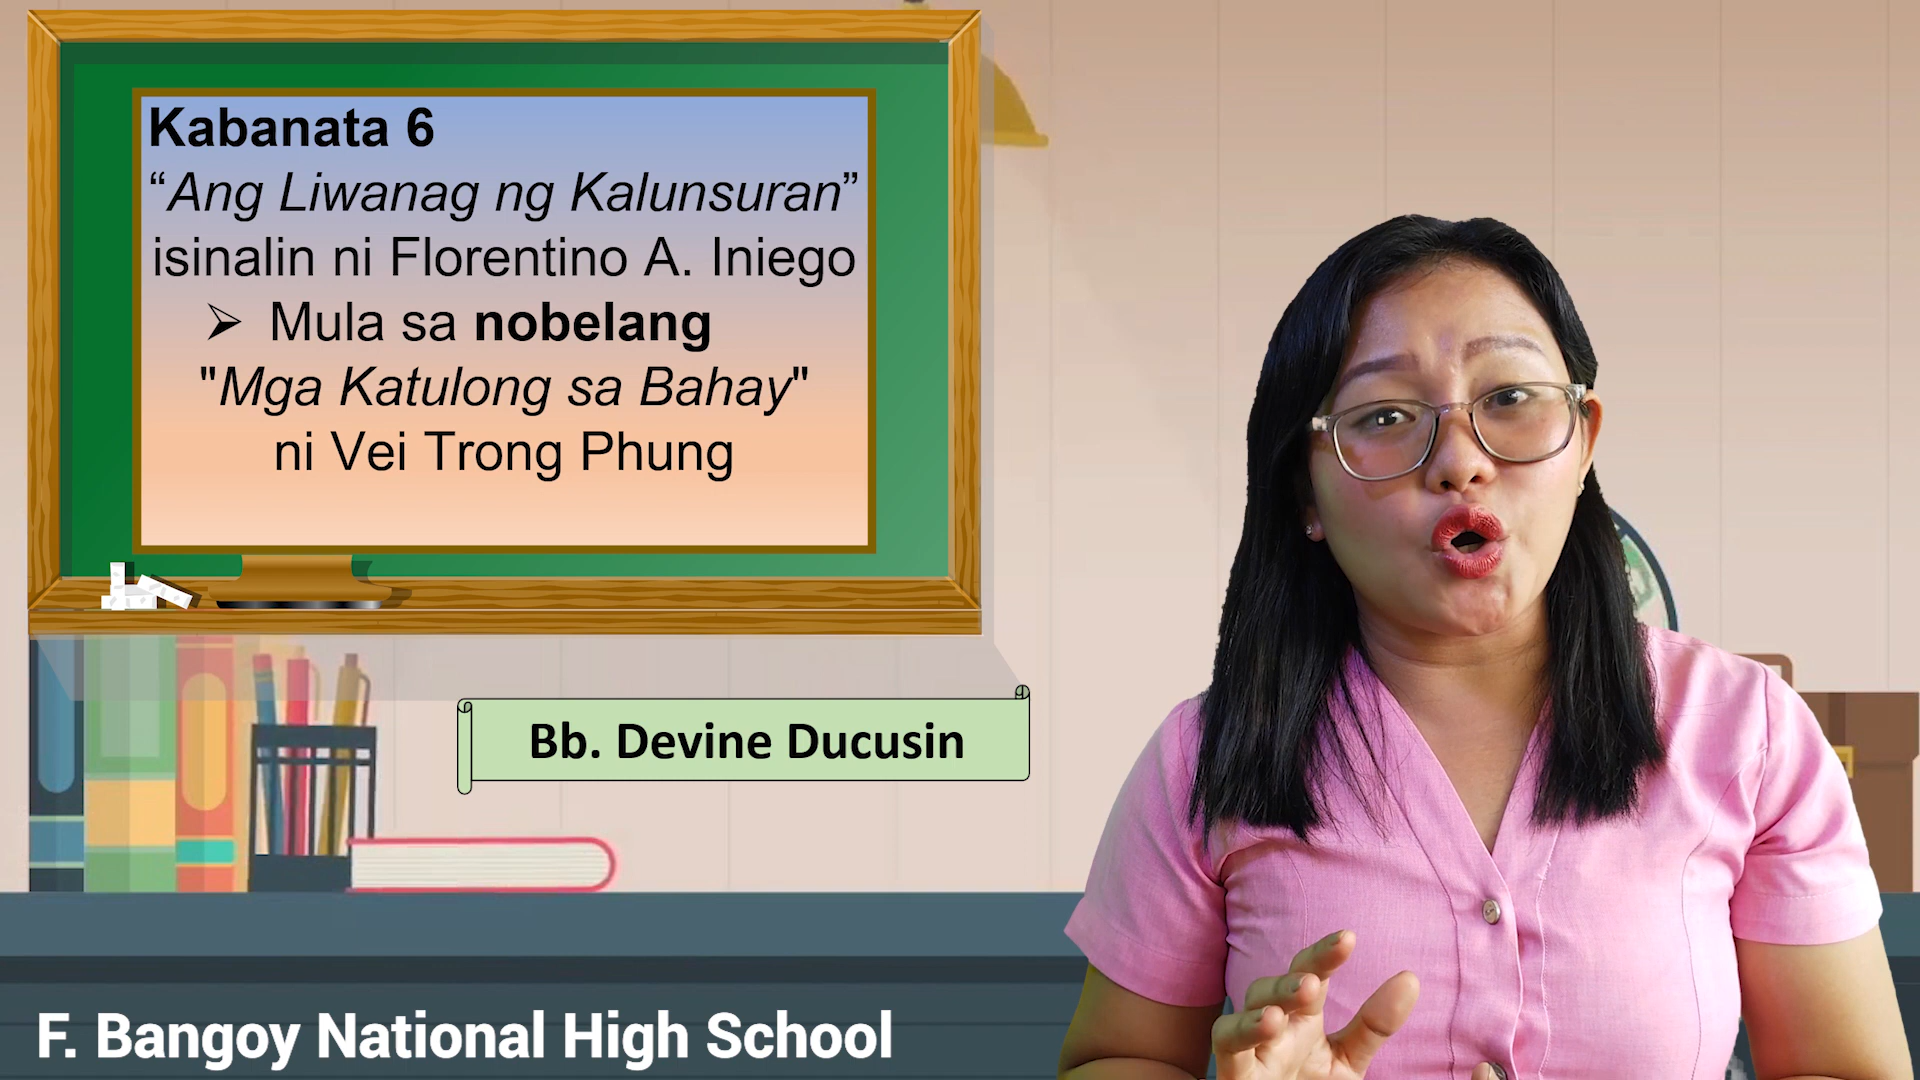 Kabanata 6
“Ang Liwanag ng Kalunsuran”
isinalin ni Florentino A. Iniego
➢ Mula sa nobelang
"Mga Katulong sa Bahay"
ni Vei Trong Phung
Bb. Devine Ducusin
F. Bangoy National High School